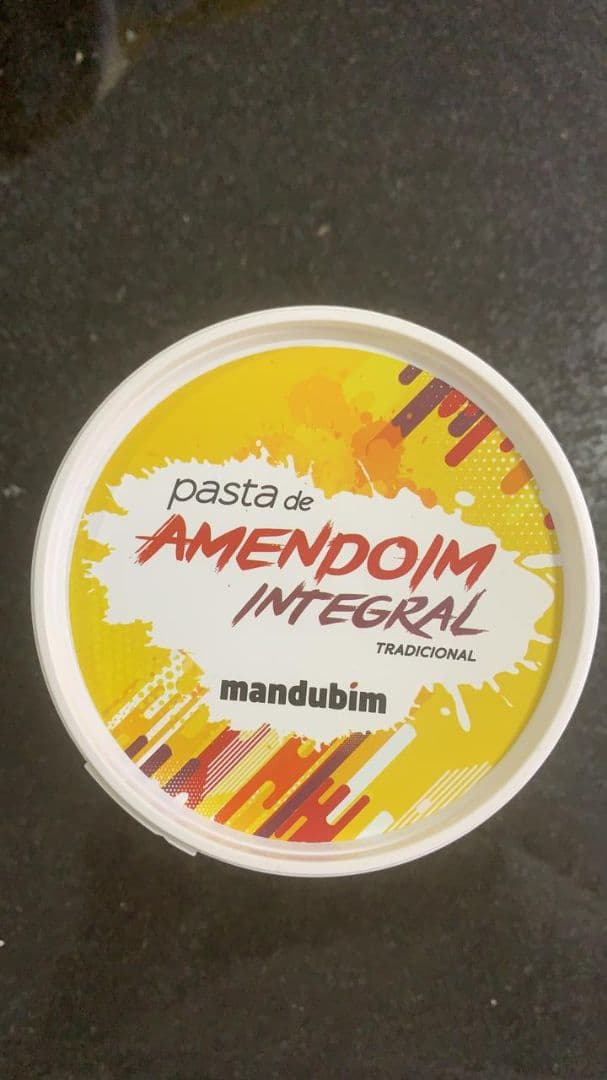 pasta de
AMENDOIM
INTEGRAL
TRADICIONAL
mandubim